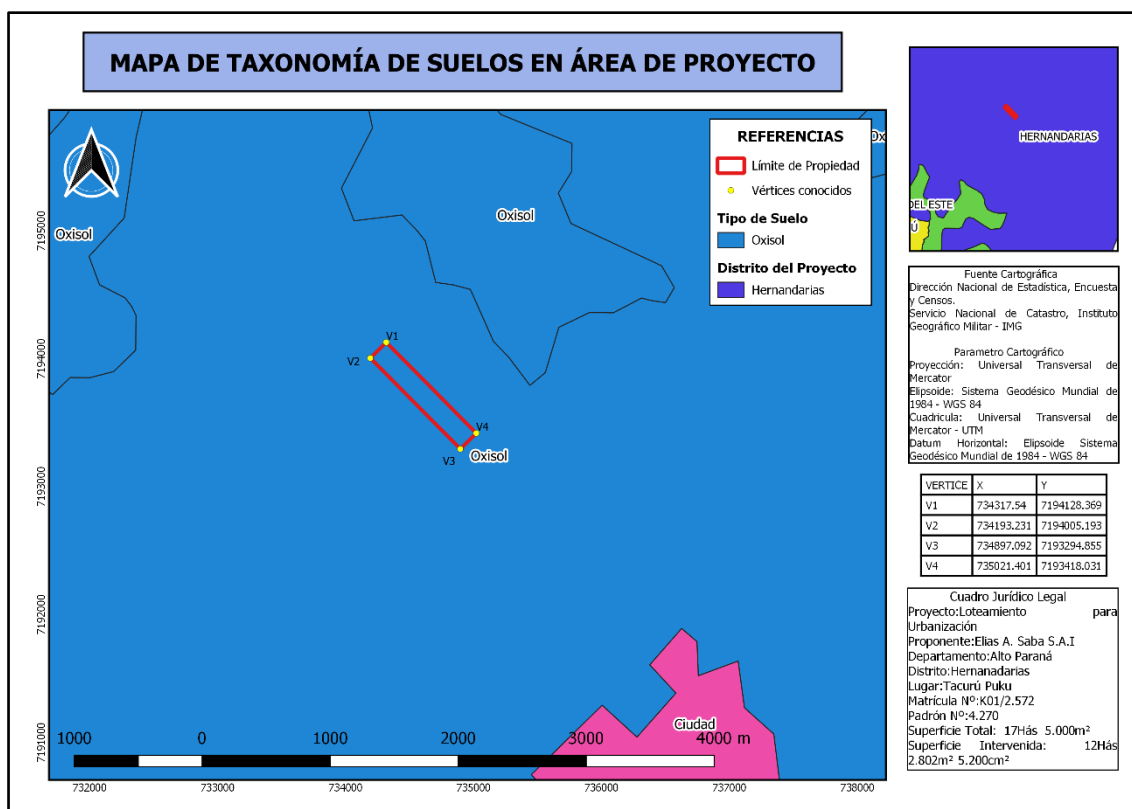 MAPA DE TAXONOMÍA DE SUELOS EN ÁREA DE PROYECTO
REFERENCIAS
Límite de Propiedad
Vértices conocidos
Tipo de Suelo
Oxisol
Distrito del Proyecto
Hernandarias
Oxisol
Oxisol
Ox
V1
V2
V4
V3
Oxisol
Ciudad
1000
0
1000
2000
3000
4000 m
7195000
7194000
7193000
7192000
7191000
732000
733000
734000
735000
736000
737000
738000
HERNANDARIAS
DEL ESTE
Ú
Fuente Cartográfica
Dirección Nacional de Estadística, Encuesta
y Censos.
Servicio Nacional de Catastro, Instituto
Geográfico Militar - IMG
Parametro Cartográfico
Proyección: Universal Transversal de
Mercator
Elipsoide: Sistema Geodésico Mundial de
1984 - WGS 84
Cuadricula: Universal Transversal de
Mercator - UTM
Datum Horizontal: Elipsoide Sistema
Geodésico Mundial de 1984 - WGS 84
VERTICE X Y
V1 734317.54 7194128.369
V2 734193.231 7194005.193
V3 734897.092 7193294.855
V4 735021.401 7193418.031
Cuadro Jurídico Legal
Proyecto:Loteamiento para
Urbanización
Proponente:Elias A. Saba S.A.I
Departamento:Alto Paraná
Distrito:Hernanadarias
Lugar:Tacurú Puku
Matrícula Nº:K01/2.572
Padrón Nº:4.270
Superficie Total: 17Hás 5.000m²
Superficie Intervenida: 12Hás
2.802m² 5.200cm²